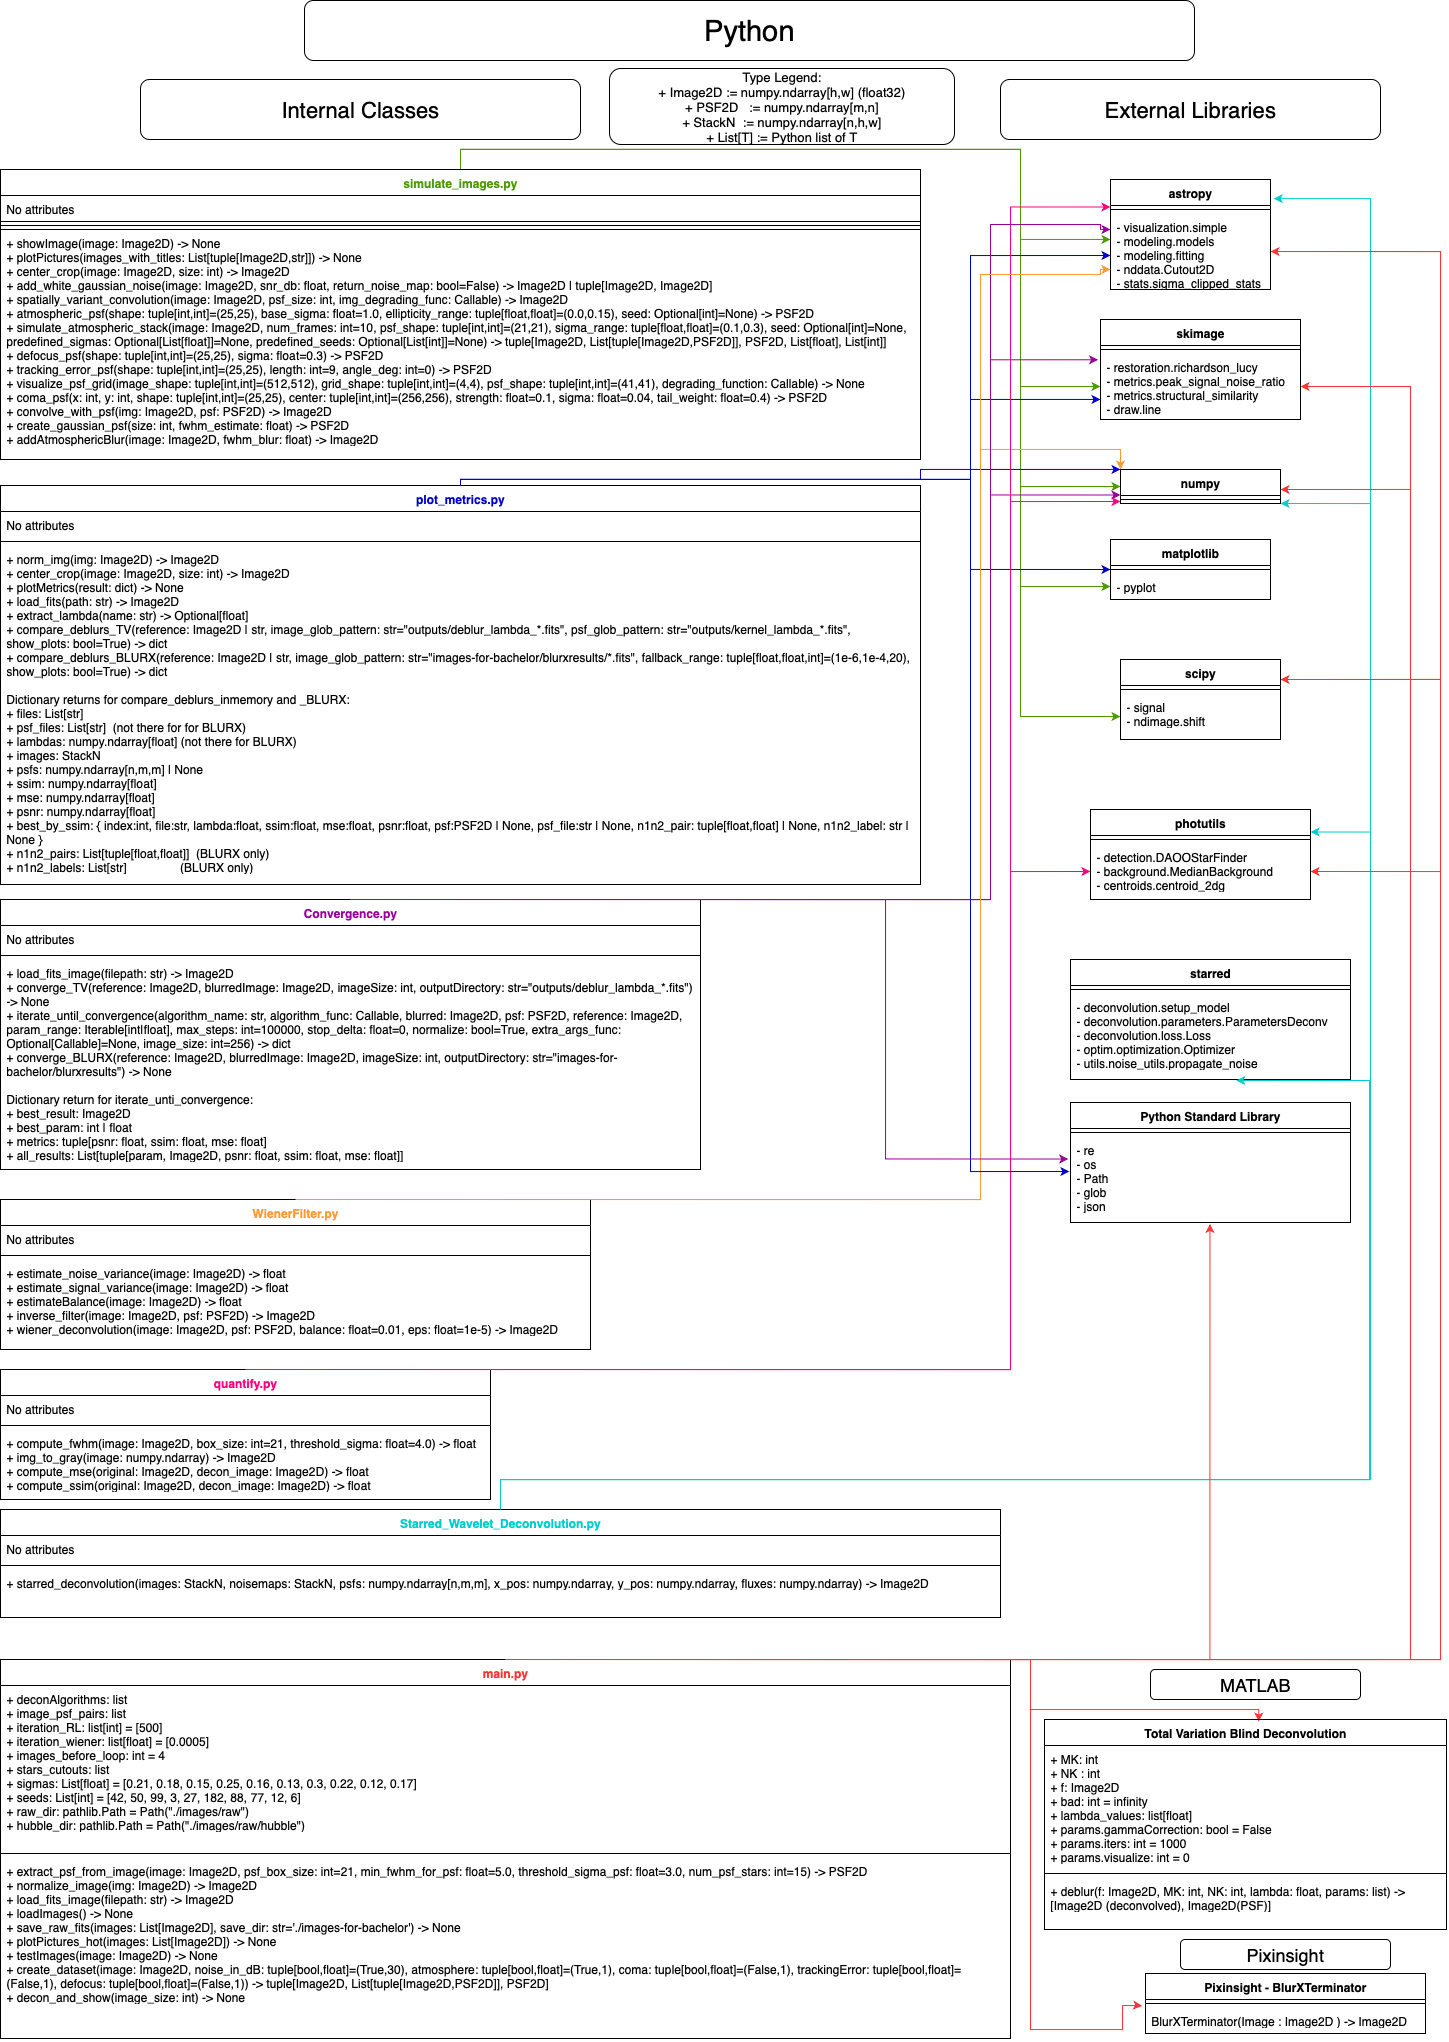 Python
Internal Classes
Type Legend:
+ Image2D := numpy.ndarray[h,w] (float32)
+ PSF2D := numpy.ndarray[m,n]
+ StackN := numpy.ndarray[n,h,w]
+ List[T] := Python list of T
External Libraries
simulate_images.py
No attributes
+ showImage(image: Image2D) -> None
+ plotPictures(images_with_titles: List[tuple[Image2D,str]]) -> None
+ center_crop(image: Image2D, size: int) -> Image2D
+ add_white_gaussian_noise(image: Image2D, snr_db: float, return_noise_map: bool=False) -> Image2D | tuple[Image2D, Image2D]
+ spatially_variant_convolution(image: Image2D, psf_size: int, img_degrading_func: Callable) -> Image2D
+ atmospheric_psf(shape: tuple[int,int]=(25,25), base_sigma: float=1.0, ellipticity_range: tuple[float,float]=(0.0,0.15), seed: Optional[int]=None) -> PSF2D
+ simulate_atmospheric_stack(image: Image2D, num_frames: int=10, psf_shape: tuple[int,int]=(21,21), sigma_range: tuple[float,float]=(0.1,0.3), seed: Optional[int]=None,
predefined_sigmas: Optional[List[float]]=None, predefined_seeds: Optional[List[int]]=None) -> tuple[Image2D, List[tuple[Image2D,PSF2D]], PSF2D, List[float], List[int]]
+ defocus_psf(shape: tuple[int,int]=(25,25), sigma: float=0.3) -> PSF2D
+ tracking_error_psf(shape: tuple[int,int]=(25,25), length: int=9, angle_deg: int=0) -> PSF2D
+ visualize_psf_grid(image_shape: tuple[int,int]=(512,512), grid_shape: tuple[int,int]=(4,4), psf_shape: tuple[int,int]=(41,41), degrading_function: Callable) -> None
+ coma_psf(x: int, y: int, shape: tuple[int,int]=(25,25), center: tuple[int,int]=(256,256), strength: float=0.1, sigma: float=0.04, tail_weight: float=0.4) -> PSF2D
+ convolve_with_psf(img: Image2D, psf: PSF2D) -> Image2D
+ create_gaussian_psf(size: int, fwhm_estimate: float) -> PSF2D
+ addAtmosphericBlur(image: Image2D, fwhm_blur: float) -> Image2D
plot_metrics.py
No attributes
+ norm_img(img: Image2D) -> Image2D
+ center_crop(image: Image2D, size: int) -> Image2D
+ plotMetrics(result: dict) -> None
+ load_fits(path: str) -> Image2D
+ extract_lambda(name: str) -> Optional[float]
+ compare_deblurs_TV(reference: Image2D | str, image_glob_pattern: str="outputs/deblur_lambda_*.fits", psf_glob_pattern: str="outputs/kernel_lambda_*.fits",
show_plots: bool=True) -> dict
+ compare_deblurs_BLURX(reference: Image2D | str, image_glob_pattern: str="images-for-bachelor/blurxresults/*.fits", fallback_range: tuple[float,float,int]=(1e-6,1e-4,20),
show_plots: bool=True) -> dict
Dictionary returns for compare_deblurs_inmemory and _BLURX:
+ files: List[str]
+ psf_files: List[str] (not there for for BLURX)
+ lambdas: numpy.ndarray[float] (not there for BLURX)
+ images: StackN
+ psfs: numpy.ndarray[n,m,m] | None
+ ssim: numpy.ndarray[float]
+ mse: numpy.ndarray[float]
+ psnr: numpy.ndarray[float]
+ best_by_ssim: { index:int, file:str, lambda:float, ssim:float, mse:float, psnr:float, psf:PSF2D | None, psf_file:str | None, n1n2_pair: tuple[float,float] | None, n1n2_label: str |
None }
+ n1n2_pairs: List[tuple[float,float]] (BLURX only)
+ n1n2_labels: List[str] (BLURX only)
Convergence.py
No attributes
+ load_fits_image(filepath: str) -> Image2D
+ converge_TV(reference: Image2D, blurredImage: Image2D, imageSize: int, outputDirectory: str="outputs/deblur_lambda_*.fits")
-> None
+ iterate_until_convergence(algorithm_name: str, algorithm_func: Callable, blurred: Image2D, psf: PSF2D, reference: Image2D,
param_range: Iterable[int|float], max_steps: int=100000, stop_delta: float=0, normalize: bool=True, extra_args_func:
Optional[Callable]=None, image_size: int=256) -> dict
+ converge_BLURX(reference: Image2D, blurredImage: Image2D, imageSize: int, outputDirectory: str="images-for-
bachelor/blurxresults") -> None
Dictionary return for iterate_unti_convergence:
+ best_result: Image2D
+ best_param: int | float
+ metrics: tuple[psnr: float, ssim: float, mse: float]
+ all_results: List[tuple[param, Image2D, psnr: float, ssim: float, mse: float]]
WienerFilter.py
No attributes
+ estimate_noise_variance(image: Image2D) -> float
+ estimate_signal_variance(image: Image2D) -> float
+ estimateBalance(image: Image2D) -> float
+ inverse_filter(image: Image2D, psf: PSF2D) -> Image2D
+ wiener_deconvolution(image: Image2D, psf: PSF2D, balance: float=0.01, eps: float=1e-5) -> Image2D
quantify.py
No attributes
+ compute_fwhm(image: Image2D, box_size: int=21, threshold_sigma: float=4.0) -> float
+ img_to_gray(image: numpy.ndarray) -> Image2D
+ compute_mse(original: Image2D, decon_image: Image2D) -> float
+ compute_ssim(original: Image2D, decon_image: Image2D) -> float
Starred_Wavelet_Deconvolution.py
No attributes
+ starred_deconvolution(images: StackN, noisemaps: StackN, psfs: numpy.ndarray[n,m,m], x_pos: numpy.ndarray, y_pos: numpy.ndarray, fluxes: numpy.ndarray) -> Image2D
main.py
+ deconAlgorithms: list
+ image_psf_pairs: list
+ iteration_RL: list[int] = [500]
+ iteration_wiener: list[float] = [0.0005]
+ images_before_loop: int = 4
+ stars_cutouts: list
+ sigmas: List[float] = [0.21, 0.18, 0.15, 0.25, 0.16, 0.13, 0.3, 0.22, 0.12, 0.17]
+ seeds: List[int] = [42, 50, 99, 3, 27, 182, 88, 77, 12, 6]
+ raw_dir: pathlib.Path = Path("./images/raw")
+ hubble_dir: pathlib.Path = Path("./images/raw/hubble")
+ extract_psf_from_image(image: Image2D, psf_box_size: int=21, min_fwhm_for_psf: float=5.0, threshold_sigma_psf: float=3.0, num_psf_stars: int=15) -> PSF2D
+ normalize_image(img: Image2D) -> Image2D
+ load_fits_image(filepath: str) -> Image2D
+ loadImages() -> None
+ save_raw_fits(images: List[Image2D], save_dir: str='./images-for-bachelor') -> None
+ plotPictures_hot(images: List[Image2D]) -> None
+ testImages(image: Image2D) -> None
+ create_dataset(image: Image2D, noise_in_dB: tuple[bool,float]=(True,30), atmosphere: tuple[bool,float]=(True,1), coma: tuple[bool,float]=(False,1), trackingError: tuple[bool,float]=
(False,1), defocus: tuple[bool,float]=(False,1)) -> tuple[Image2D, List[tuple[Image2D,PSF2D]], PSF2D]
+ decon_and_show(image_size: int) -> None
astropy
- visualization.simple
- modeling.models
- modeling.fitting
- nddata.Cutout2D
- stats.sigma_clipped_stats
skimage
- restoration.richardson_lucy
- metrics.peak_signal_noise_ratio
- metrics.structural_similarity
- draw.line
numpy
matplotlib
- pyplot
scipy
- signal
- ndimage.shift
photutils
- detection.DAOOStarFinder
- background.MedianBackground
- centroids.centroid_2dg
starred
- deconvolution.setup_model
- deconvolution.parameters.ParametersDeconv
- deconvolution.loss.Loss
- optim.optimization.Optimizer
- utils.noise_utils.propagate_noise
Python Standard Library
- re
- os
- Path
- glob
- json
MATLAB
Total Variation Blind Deconvolution
+ MK: int
+ NK : int
+ f: Image2D
+ bad: int = infinity
+ lambda_values: list[float]
+ params.gammaCorrection: bool = False
+ params.iters: int = 1000
+ params.visualize: int = 0
+ deblur(f: Image2D, MK: int, NK: int, lambda: float, params: list) ->
[Image2D (deconvolved), Image2D(PSF)]
Pixinsight
Pixinsight - BlurXTerminator
BlurXTerminator(Image : Image2D ) -> Image2D